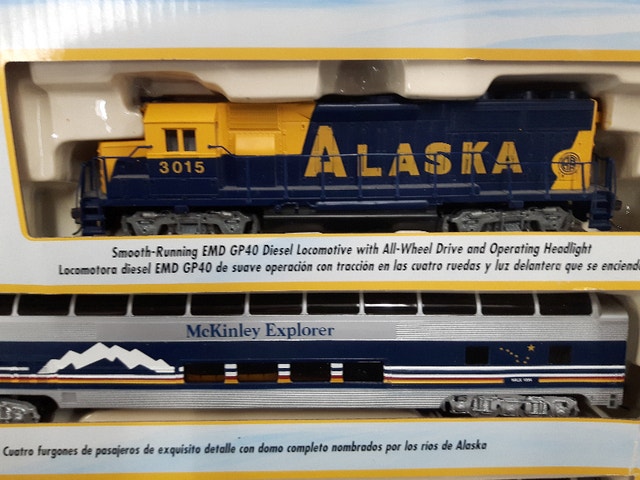 ALASKA
3015
Smooth-Running EMD GP40 Diesel Locomotive with All-Wheel Drive and Operating Headlight
Locomotora diesel EMD GP40 de suave operación con tracción en las cuatro ruedas y luz delantera que se enciende
McKinley Explorer
Cuatro furgones de pasajeros de exquisito detalle con domo completo nombrados por los ríos de Alaska